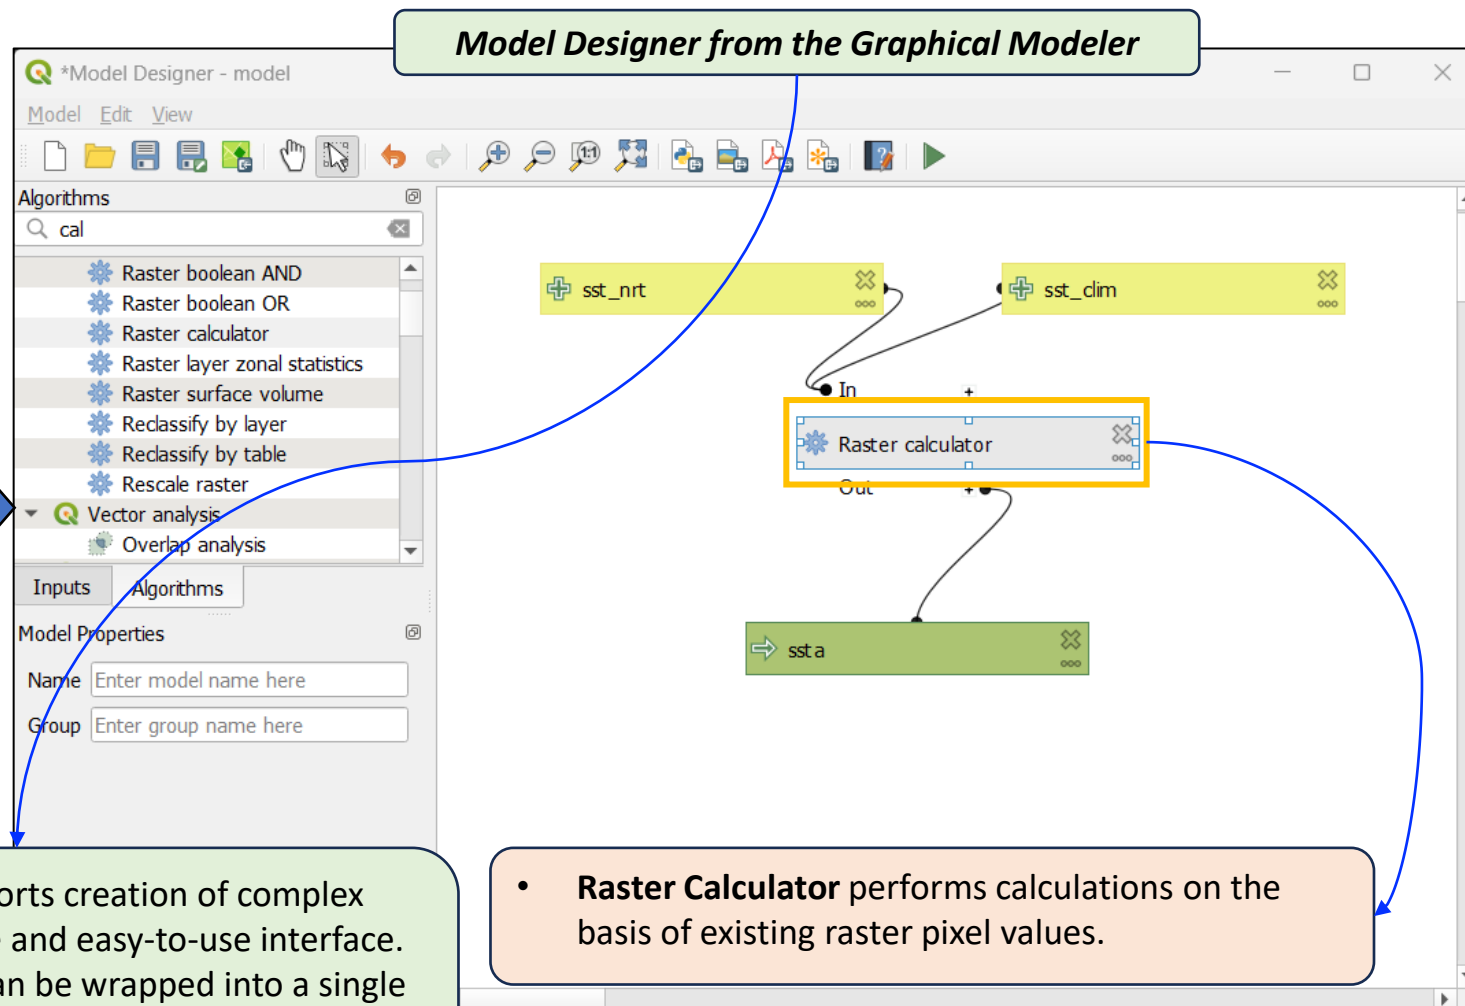 Model Designer from the Graphical Modeler
*Model Designer - model
Model Edit View
1:1
Algorithms
cal
Raster boolean AND
Raster boolean OR
Raster calculator
Raster layer zonal statistics
Raster surface volume
Reclassify by layer
Reclassify by table
Rescale raster
Vector analysis
Overlap analysis
Inputs Algorithms
Model Properties
Name Enter model name here
Group Enter group name here
sst_nrt
sst_clim
In +
Raster calculator
Out +
ssta
orts creation of complex
and easy-to-use interface.
an be wrapped into a single
• Raster Calculator performs calculations on the
basis of existing raster pixel values.